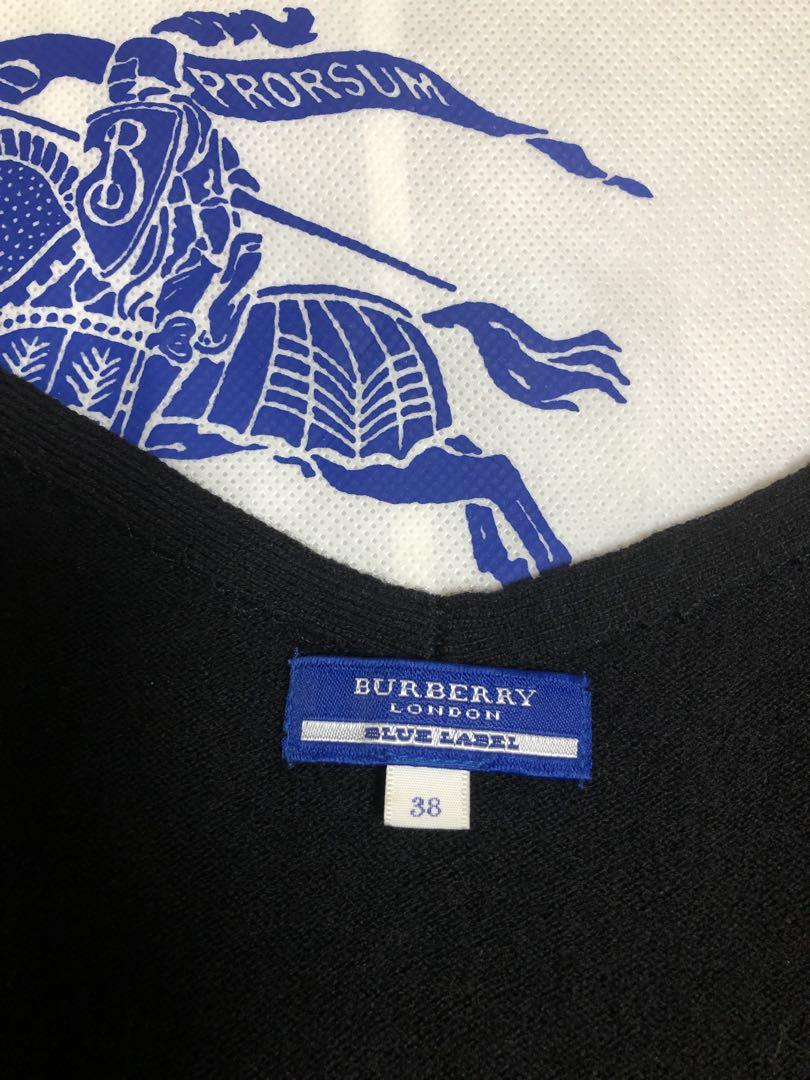 PRORSUM
B
BURBERRY
LONDON
BLUE LABEL
38